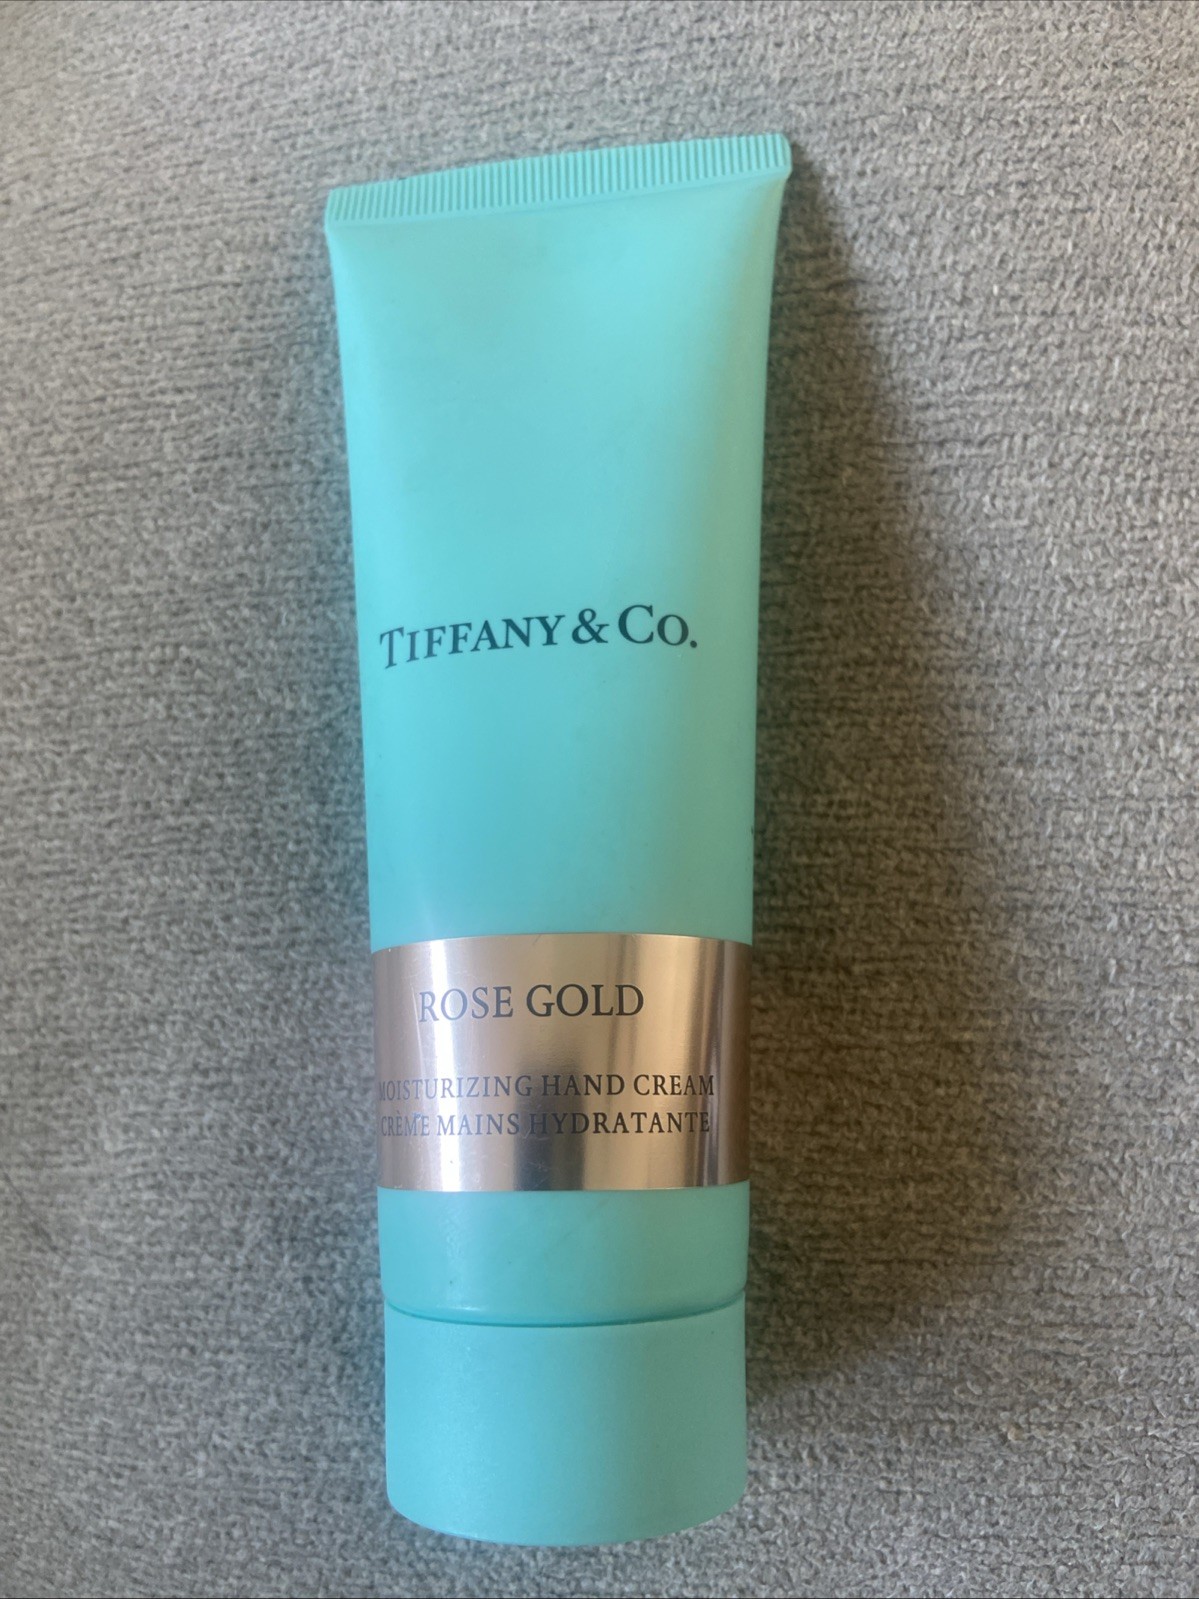 TIFFANY & CO.
ROSE GOLD
MOISTURIZING HAND CREAM
CRÈME MAINS HYDRATANTE